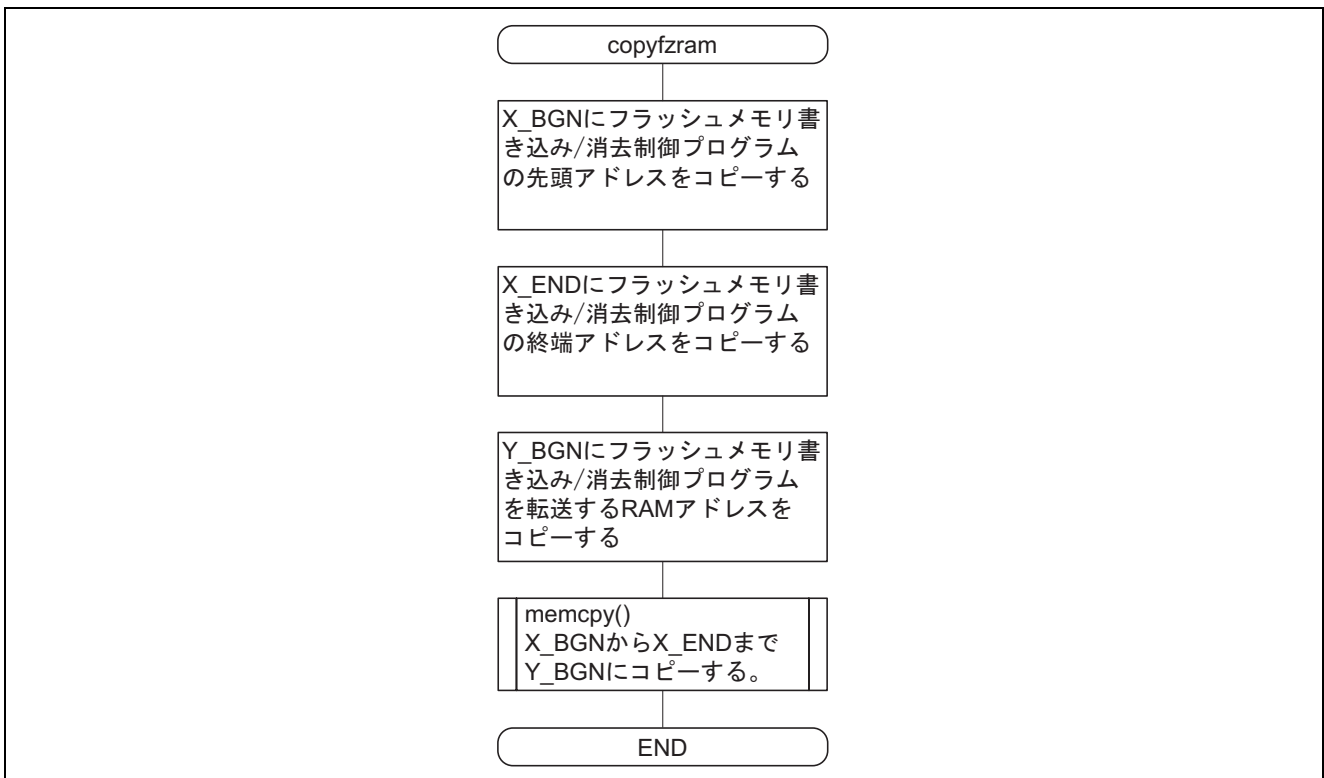 copyfzram
X_BGNにフラッシュメモリ書
き込み/消去制御プログラム
の先頭アドレスをコピーする
X_ENDにフラッシュメモリ書
き込み/消去制御プログラム
の終端アドレスをコピーする
Y_BGNにフラッシュメモリ書
き込み/消去制御プログラム
を転送するRAMアドレスを
コピーする
memcpy()
X_BGNからX_ENDまで
Y_BGNにコピーする。
END